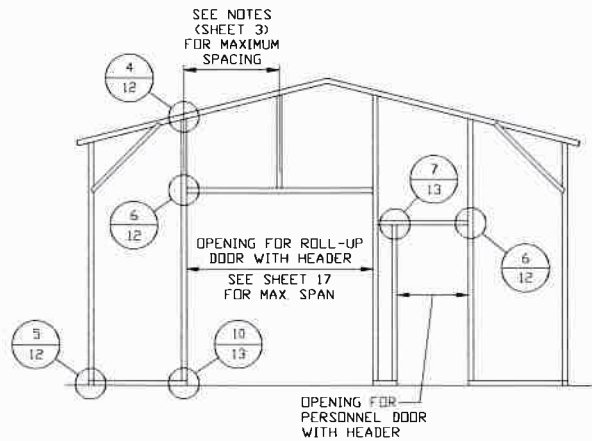 SEE NOTES
(SHEET 3)
FOR MAXIMUM
SPACING
4
12
7
13
6
12
OPENING FOR ROLL-UP
DOOR WITH HEADER
SEE SHEET 17
FOR MAX. SPAN
6
12
5
12
10
13
OPENING FOR
PERSONNEL DOOR
WITH HEADER